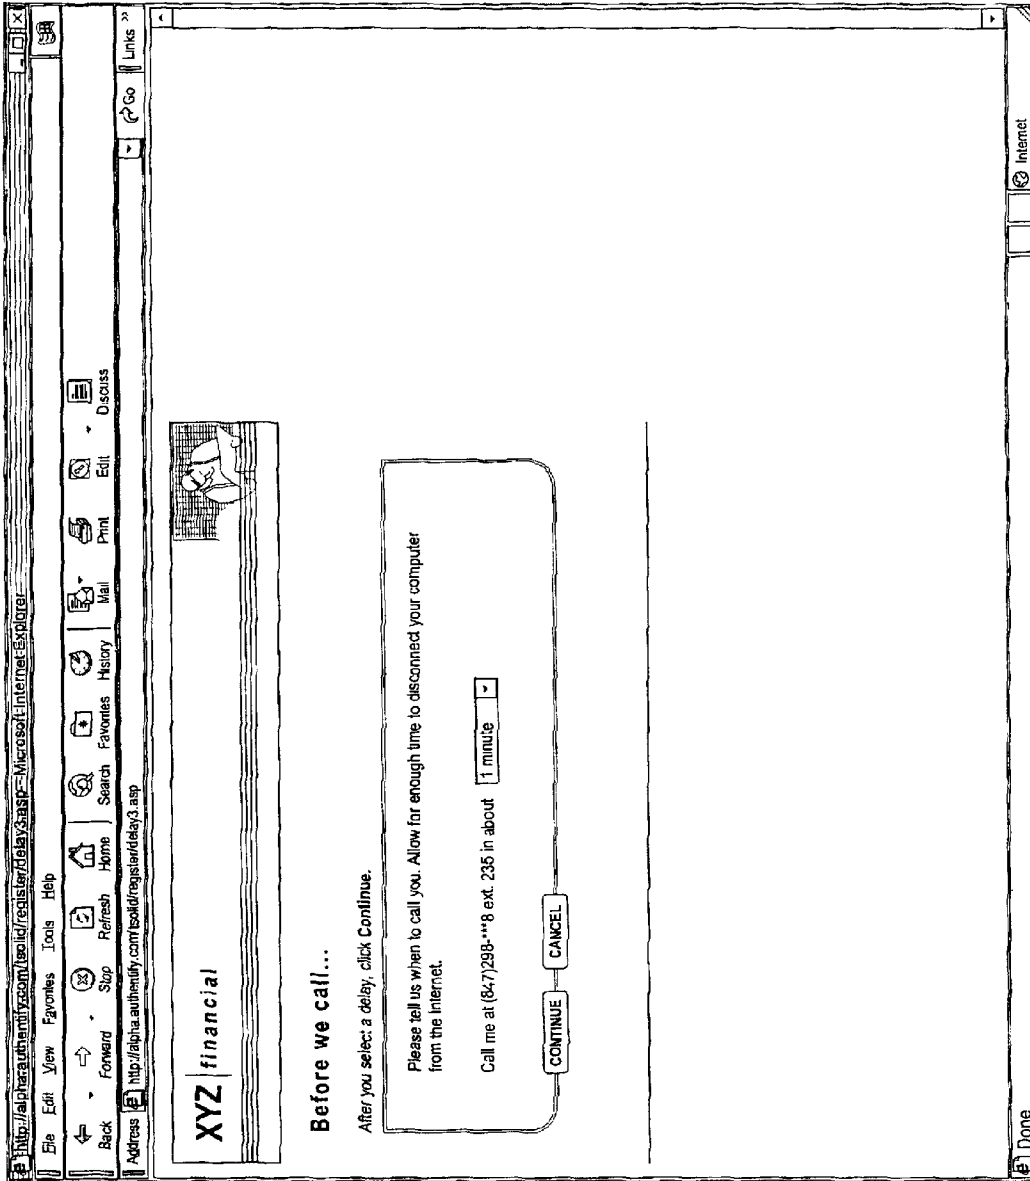 http://alpha.authentify.com/tsolid/register/delay3.asp - Microsoft Internet Explorer
File Edit View Favorites Tools Help
Back Forward Stop Refresh Home Search Favorites History Mail Print Edit Discuss
Address http://alpha.authentify.com/tsolid/register/delay3.asp Go Links »
XYZ financial
Before we call...
After you select a delay, click Continue.
Please tell us when to call you. Allow for enough time to disconnect your computer
from the Internet.
Call me at (847)298-***8 ext. 235 in about 1 minute
CONTINUE CANCEL
Done Internet